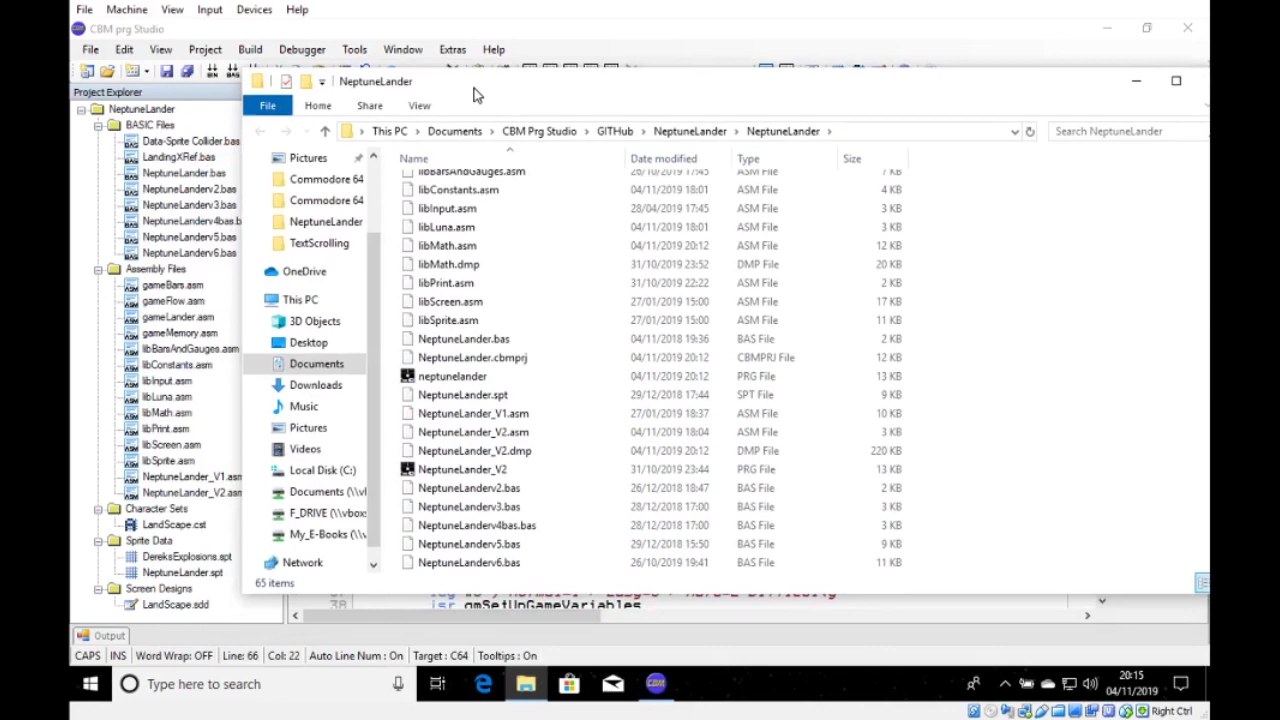 File Machine View Input Devices Help
CBM prg Studio
File Edit View Project Build Debugger Tools Window Extras Help
Project Explorer
NeptuneLander
BASIC Files
Data-Sprite Collider.bas
LandingXRef.bas
NeptuneLander.bas
NeptuneLanderv2.bas
NeptuneLanderv3.bas
NeptuneLanderv4bas.b
NeptuneLanderv5.bas
NeptuneLanderv6.bas
Assembly Files
gameBars.asm
gameFlow.asm
gameLander.asm
gameMemory.asm
libBarsAndGauges.asm
libConstants.asm
libInput.asm
libLuna.asm
libMath.asm
libPrint.asm
libScreen.asm
libSprite.asm
NeptuneLander_V1.asm
NeptuneLander_V2.asm
Character Sets
LandScape.cst
Sprite Data
DereksExplosions.spt
NeptuneLander.spt
Screen Designs
LandScape.sdd
NeptuneLander
File Home Share View
This PC Documents CBM Prg Studio GITHub NeptuneLander NeptuneLander
Search NeptuneLander
Pictures
Commodore 64
Commodore 64
NeptuneLander
TextScrolling
OneDrive
This PC
3D Objects
Desktop
Documents
Downloads
Music
Pictures
Videos
Local Disk (C:)
Documents (\\vl
F_DRIVE (\\vbox
My_E-Books (\\v
Network
Name Date modified Type Size
libBarsAndGauges.asm 28/10/2019 17:45 ASM File 7 KB
libConstants.asm 04/11/2019 18:01 ASM File 4 KB
libInput.asm 28/04/2019 17:45 ASM File 3 KB
libLuna.asm 04/11/2019 18:01 ASM File 3 KB
libMath.asm 04/11/2019 20:12 ASM File 12 KB
libMath.dmp 31/10/2019 23:52 DMP File 20 KB
libPrint.asm 31/10/2019 22:22 ASM File 2 KB
libScreen.asm 27/01/2019 15:00 ASM File 17 KB
libSprite.asm 27/01/2019 15:00 ASM File 11 KB
NeptuneLander.bas 04/11/2018 19:36 BAS File 2 KB
NeptuneLander.cbmprj 04/11/2019 20:12 CBMPRJ File 12 KB
neptunelander 04/11/2019 20:12 PRG File 13 KB
NeptuneLander.spt 29/12/2018 17:44 SPT File 9 KB
NeptuneLander_V1.asm 27/01/2019 18:37 ASM File 10 KB
NeptuneLander_V2.asm 04/11/2019 18:04 ASM File 3 KB
NeptuneLander_V2.dmp 04/11/2019 20:12 DMP File 220 KB
NeptuneLander_V2 31/10/2019 23:44 PRG File 13 KB
NeptuneLanderv2.bas 26/12/2018 18:47 BAS File 2 KB
NeptuneLanderv3.bas 28/12/2018 17:00 BAS File 3 KB
NeptuneLanderv4bas.bas 28/12/2018 17:00 BAS File 3 KB
NeptuneLanderv5.bas 29/12/2018 15:50 BAS File 9 KB
NeptuneLanderv6.bas 26/10/2019 19:41 BAS File 11 KB
65 items
38 jsr gmSetUpGameVariables
Output
CAPS INS Word Wrap: OFF Line: 66 Col: 22 Auto Line Num : On Target : C64 Tooltips : On
Type here to search
20:15
04/11/2019
Right Ctrl